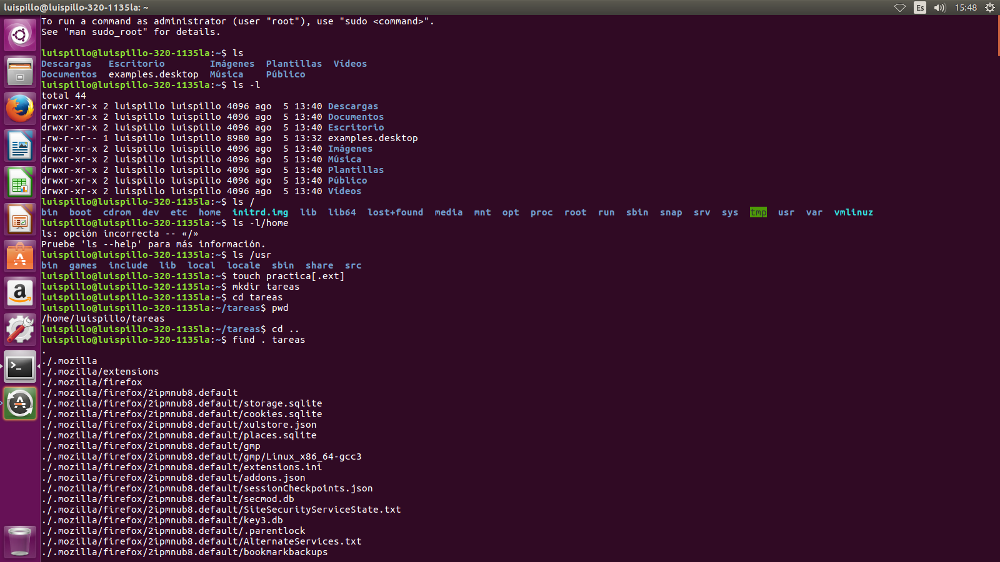 luispillo@luispillo-320-1135la: ~
Es
15:48
To run a command as administrator (user "root"), use "sudo <command>".
See "man sudo_root" for details.
luispillo@luispillo-320-1135la:~$ ls
Descargas   Escritorio        Imágenes  Plantillas  Vídeos
Documentos  examples.desktop  Música    Público
luispillo@luispillo-320-1135la:~$ ls -l
total 44
drwxr-xr-x 2 luispillo luispillo 4096 ago  5 13:40 Descargas
drwxr-xr-x 2 luispillo luispillo 4096 ago  5 13:40 Documentos
drwxr-xr-x 2 luispillo luispillo 4096 ago  5 13:40 Escritorio
-rw-r--r-- 1 luispillo luispillo 8980 ago  5 13:32 examples.desktop
drwxr-xr-x 2 luispillo luispillo 4096 ago  5 13:40 Imágenes
drwxr-xr-x 2 luispillo luispillo 4096 ago  5 13:40 Música
drwxr-xr-x 2 luispillo luispillo 4096 ago  5 13:40 Plantillas
drwxr-xr-x 2 luispillo luispillo 4096 ago  5 13:40 Público
drwxr-xr-x 2 luispillo luispillo 4096 ago  5 13:40 Vídeos
luispillo@luispillo-320-1135la:~$ ls /
bin  boot  cdrom  dev  etc  home  initrd.img  lib  lib64  lost+found  media  mnt  opt  proc  root  run  sbin  snap  srv  sys  tmp  usr  var  vmlinuz
luispillo@luispillo-320-1135la:~$ ls -l/home
ls: opción incorrecta -- «/»
Pruebe 'ls --help' para más información.
luispillo@luispillo-320-1135la:~$ ls /usr
bin  games  include  lib  local  locale  sbin  share  src
luispillo@luispillo-320-1135la:~$ touch practica[.ext]
luispillo@luispillo-320-1135la:~$ mkdir tareas
luispillo@luispillo-320-1135la:~$ cd tareas
luispillo@luispillo-320-1135la:~/tareas$ pwd
/home/luispillo/tareas
luispillo@luispillo-320-1135la:~/tareas$ cd ..
luispillo@luispillo-320-1135la:~$ find . tareas
.
./.mozilla
./.mozilla/extensions
./.mozilla/firefox
./.mozilla/firefox/2ipmnub8.default
./.mozilla/firefox/2ipmnub8.default/storage.sqlite
./.mozilla/firefox/2ipmnub8.default/cookies.sqlite
./.mozilla/firefox/2ipmnub8.default/xulstore.json
./.mozilla/firefox/2ipmnub8.default/places.sqlite
./.mozilla/firefox/2ipmnub8.default/gmp
./.mozilla/firefox/2ipmnub8.default/gmp/Linux_x86_64-gcc3
./.mozilla/firefox/2ipmnub8.default/extensions.ini
./.mozilla/firefox/2ipmnub8.default/addons.json
./.mozilla/firefox/2ipmnub8.default/sessionCheckpoints.json
./.mozilla/firefox/2ipmnub8.default/secmod.db
./.mozilla/firefox/2ipmnub8.default/SiteSecurityServiceState.txt
./.mozilla/firefox/2ipmnub8.default/key3.db
./.mozilla/firefox/2ipmnub8.default/.parentlock
./.mozilla/firefox/2ipmnub8.default/AlternateServices.txt
./.mozilla/firefox/2ipmnub8.default/bookmarkbackups